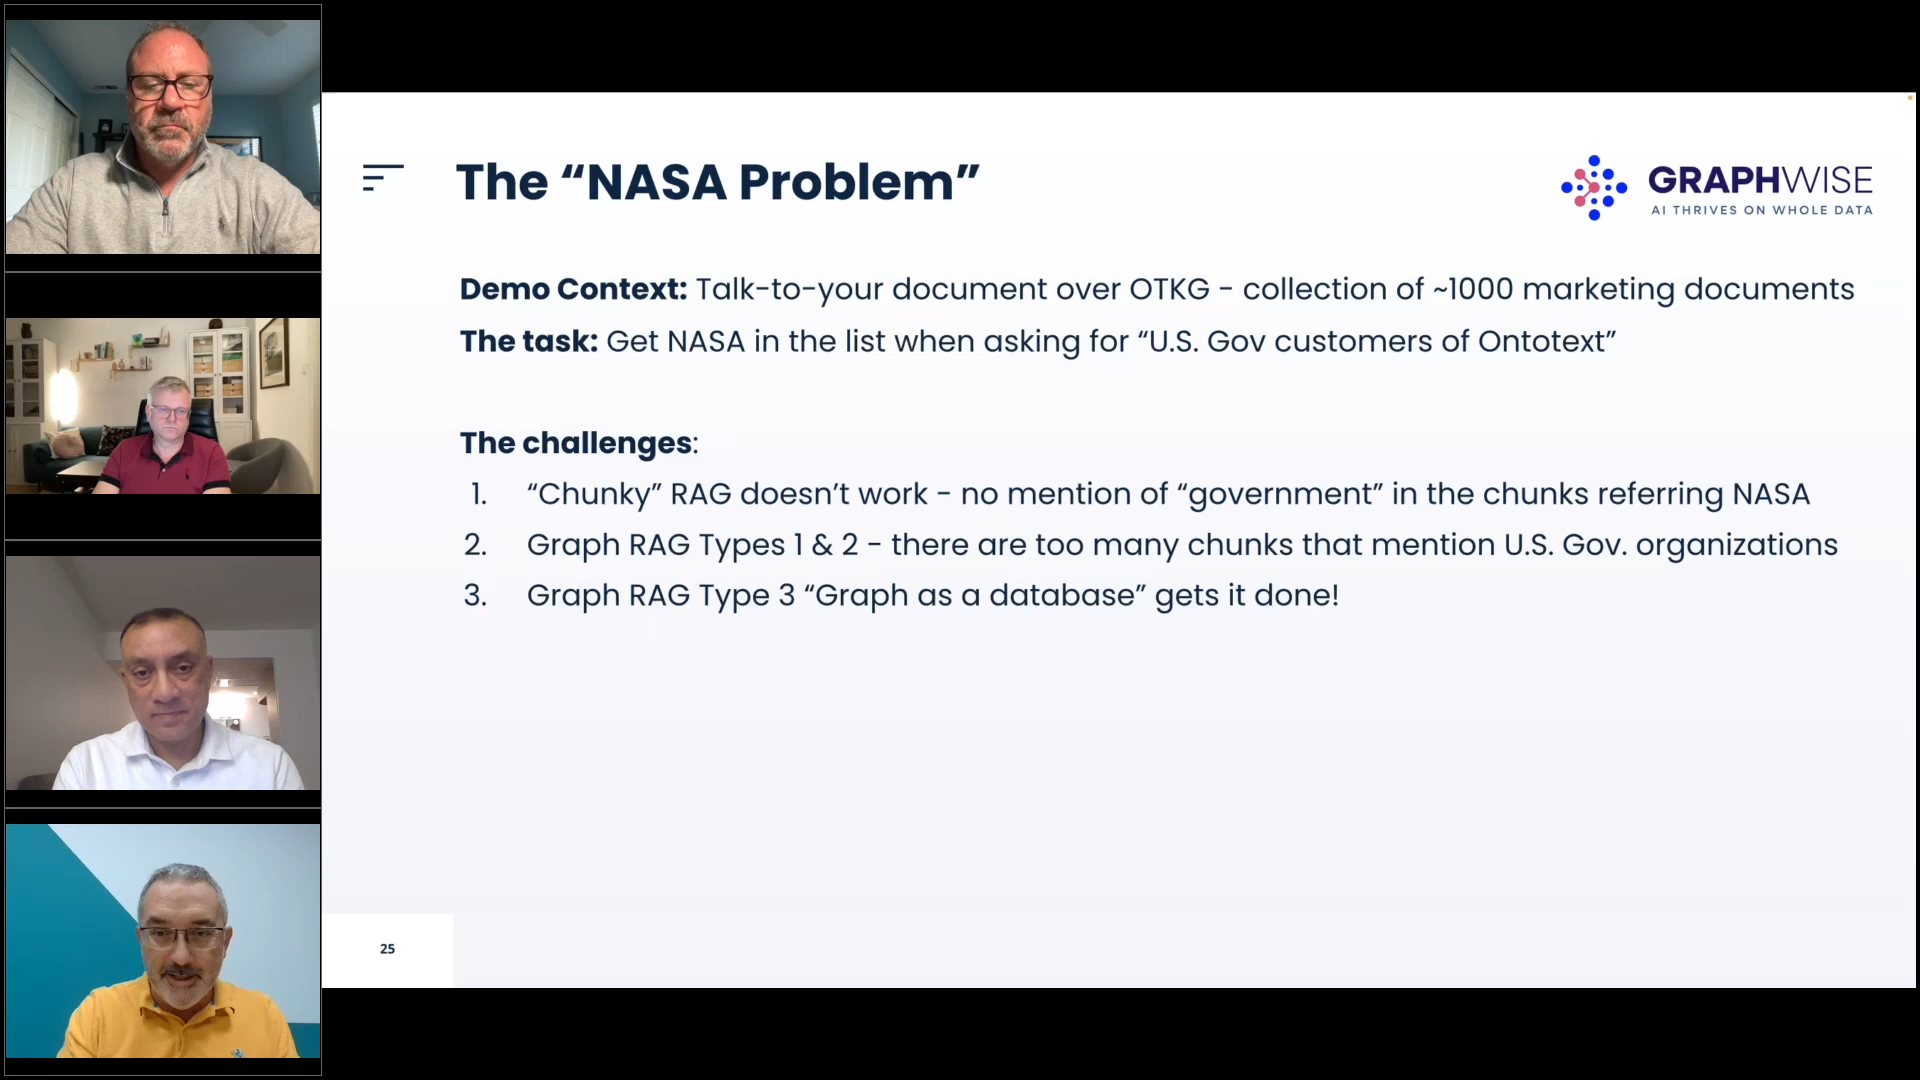 The “NASA Problem”
GRAPHWISE
AI THRIVES ON WHOLE DATA
Demo Context: Talk-to-your document over OTKG - collection of ~1000 marketing documents
The task: Get NASA in the list when asking for “U.S. Gov customers of Ontotext”
The challenges:
1. “Chunky” RAG doesn’t work - no mention of “government” in the chunks referring NASA
2. Graph RAG Types 1 & 2 - there are too many chunks that mention U.S. Gov. organizations
3. Graph RAG Type 3 “Graph as a database” gets it done!
25